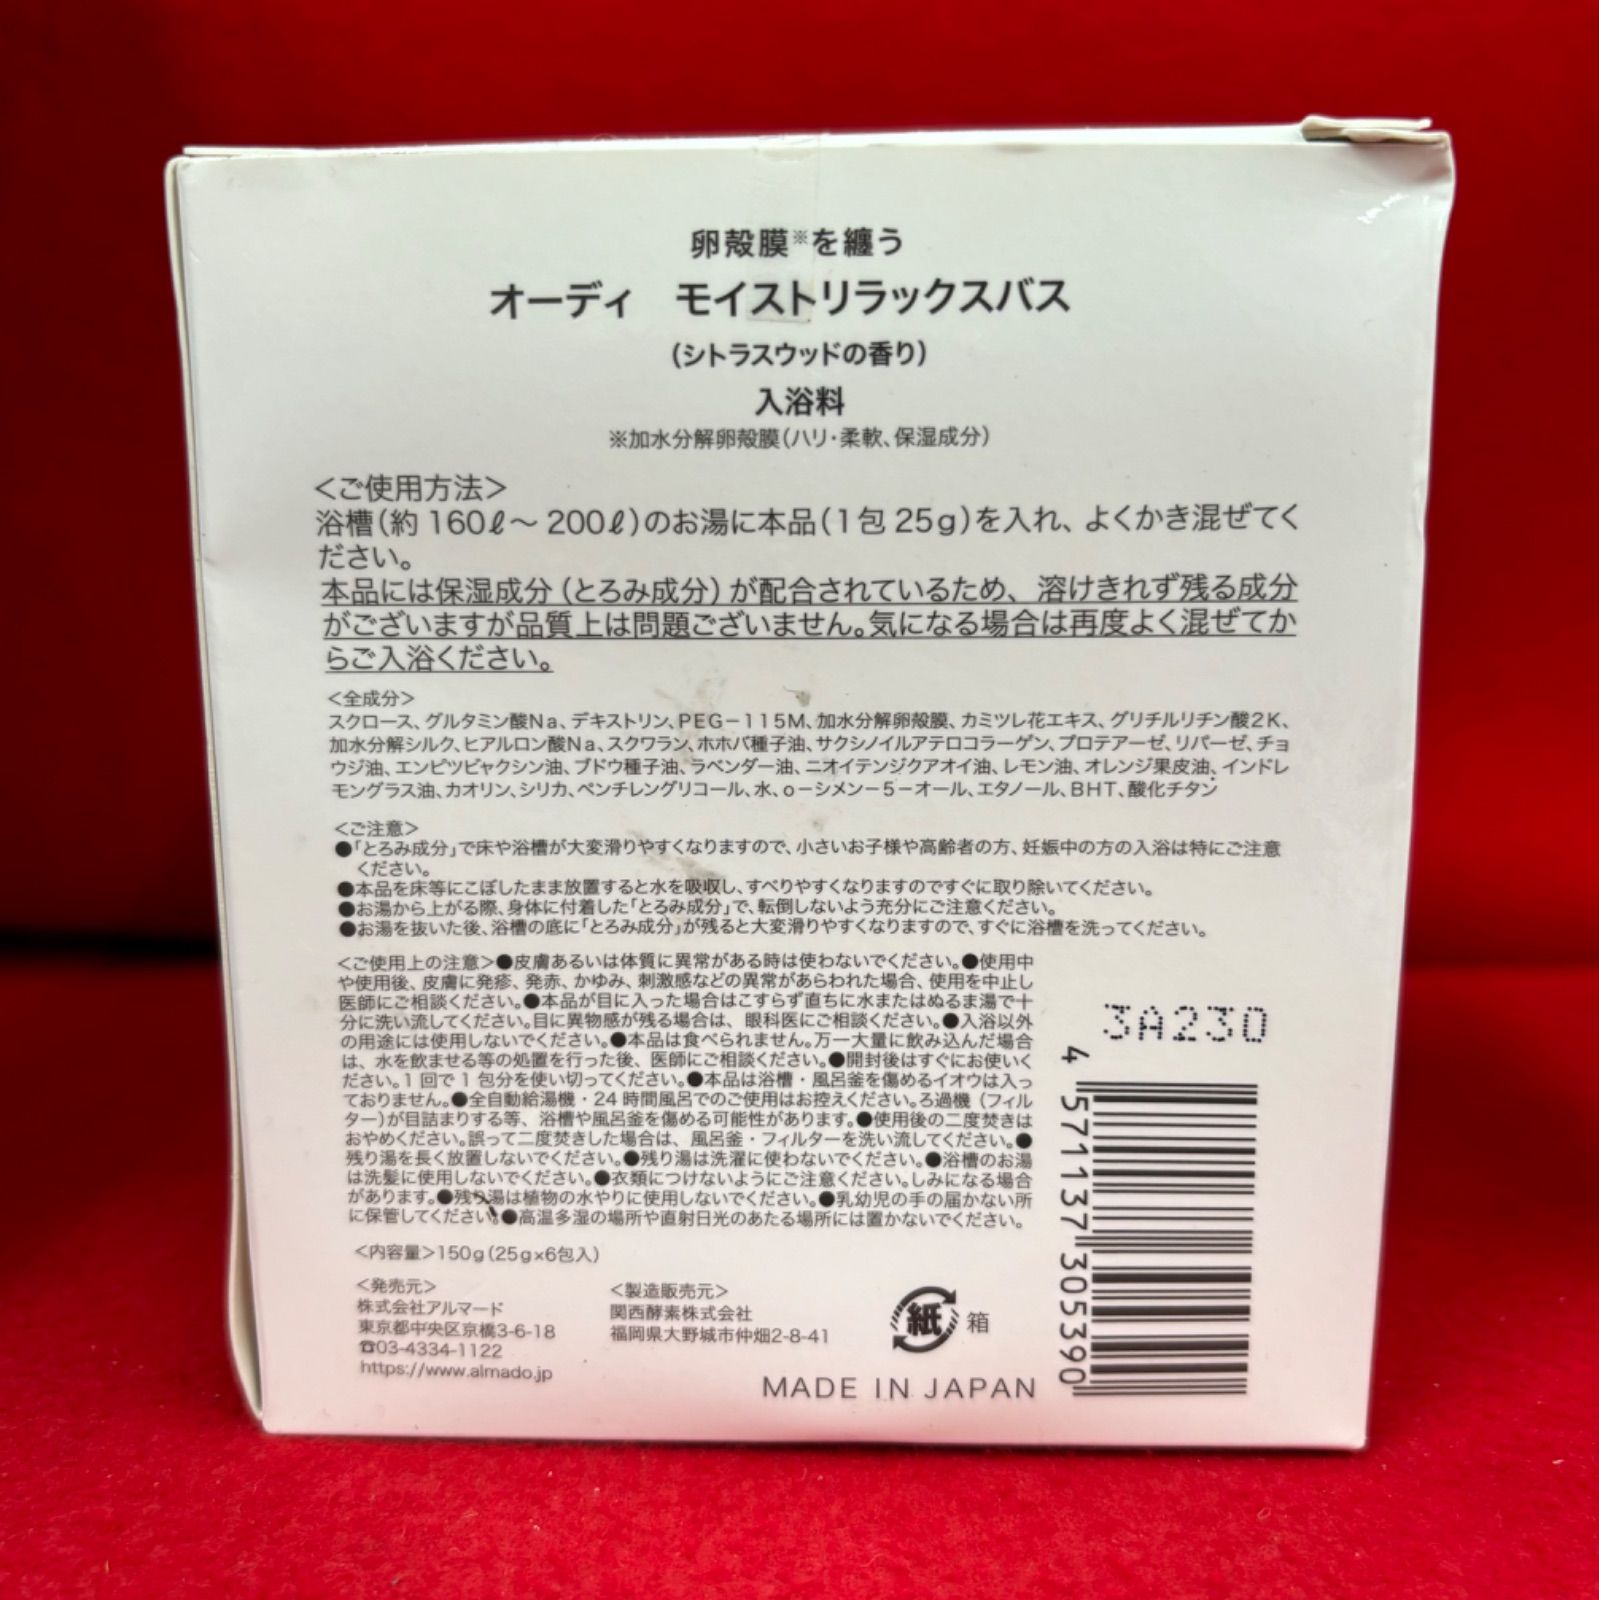 卵殻膜※を纏う
オーディ　モイストリラックスバス
(シトラスウッドの香り)
入浴料
※加水分解卵殻膜(ハリ・柔軟、保湿成分)
＜ご使用方法＞
浴槽(約 160ℓ～ 200ℓ)のお湯に本品(1包 25g)を入れ、よくかき混ぜてく
ださい。
本品には保湿成分(とろみ成分)が配合されているため、溶けきれず残る成分
がございますが品質上は問題ございません。気になる場合は再度よく混ぜてか
らご入浴ください。
＜全成分＞
スクロース、グルタミン酸Na、デキストリン、PEG－115M、加水分解卵殻膜、カミツレ花エキス、グリチルリチン酸2K、
加水分解シルク、ヒアルロン酸Na、スクワラン、ホホバ種子油、サクシノイルアテロコラーゲン、プロテアーゼ、リパーゼ、チョ
ウジ油、エンピツビャクシン油、ブドウ種子油、ラベンダー油、ニオイテンジクアオイ油、レモン油、オレンジ果皮油、インドレ
モングラス油、カオリン、シリカ、ペンチレングリコール、水、o－シメン－5－オール、エタノール、BHT、酸化チタン
＜ご注意＞
●「とろみ成分」で床や浴槽が大変滑りやすくなりますので、小さいお子様や高齢者の方、妊娠中の方の入浴は特にご注意
ください。
●本品を床等にこぼしたまま放置すると水を吸収し、すべりやすくなりますのですぐに取り除いてください。
●お湯から上がる際、身体に付着した「とろみ成分」で、転倒しないよう充分にご注意ください。
●お湯を抜いた後、浴槽の底に「とろみ成分」が残ると大変滑りやすくなりますので、すぐに浴槽を洗ってください。
＜ご使用上の注意＞●皮膚あるいは体質に異常がある時は使わないでください。●使用中
や使用後、皮膚に発疹、発赤、かゆみ、刺激感などの異常があらわれた場合、使用を中止し
医師にご相談ください。●本品が目に入った場合はこすらず直ちに水またはぬるま湯で十
分に洗い流してください。目に異物感が残る場合は、眼科医にご相談ください。●入浴以外
の用途には使用しないでください。●本品は食べられません。万一大量に飲み込んだ場合
は、水を飲ませる等の処置を行った後、医師にご相談ください。●開封後はすぐにお使いく
ださい。1回で1包分を使い切ってください。●本品は浴槽・風呂釜を傷めるイオウは入っ
ておりません。●全自動給湯機・24時間風呂でのご使用はお控えください。ろ過機（フィル
ター）が目詰まりする等、浴槽や風呂釜を傷める可能性があります。●使用後の二度焚きは
おやめください。誤って二度焚きした場合は、風呂釜・フィルターを洗い流してください。●
残り湯を長く放置しないでください。●残り湯は洗濯に使わないでください。●浴槽のお湯
は洗髪に使用しないでください。●衣類につけないようにご注意ください。しみになる場合
があります。●残り湯は植物の水やりに使用しないでください。●乳幼児の手の届かない所
に保管してください。●高温多湿の場所や直射日光のあたる場所には置かないでください。
3A230
4 571137 305390
＜内容量＞150g(25g×6包入)
＜発売元＞
株式会社アルマード
東京都中央区京橋3-6-18
☎03-4334-1122
https://www.almado.jp
＜製造販売元＞
関西酵素株式会社
福岡県大野城市仲畑2-8-41
紙 箱
MADE IN JAPAN